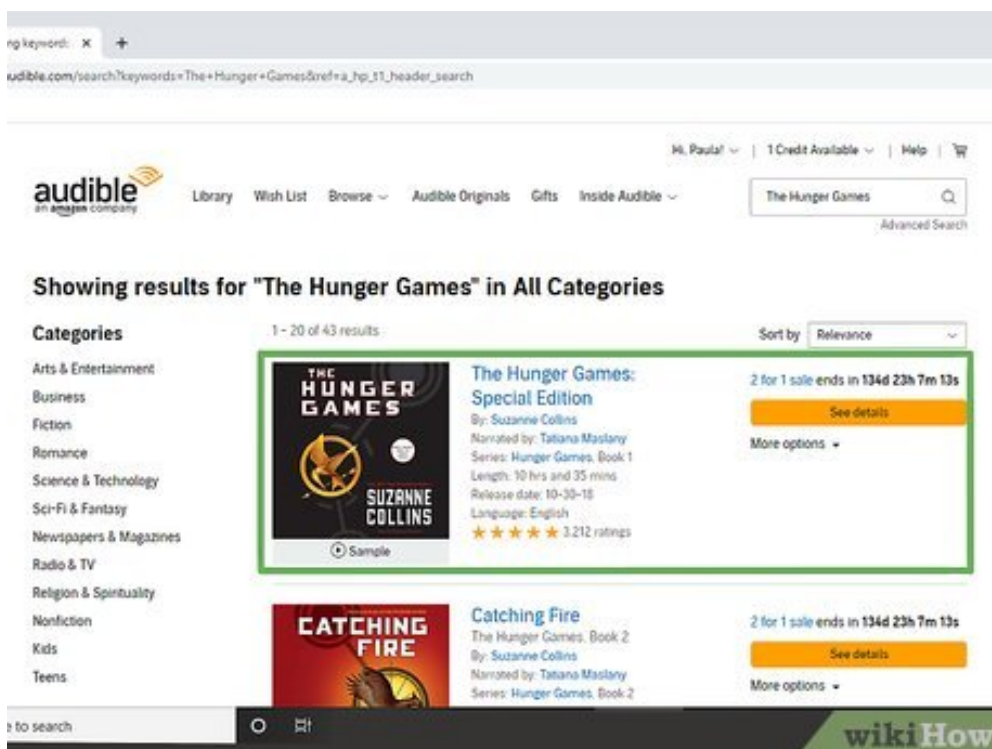 ng keyword: × +
udible.com/search?keywords=The+Hunger+Games&ref=a_hp_t1_header_search
Hi, Paula! | 1 Credit Available | Help |
audible
an amazon company
Library Wish List Browse Audible Originals Gifts Inside Audible
The Hunger Games
Advanced Search
Showing results for "The Hunger Games" in All Categories
Categories
Arts & Entertainment
Business
Fiction
Romance
Science & Technology
Sci-Fi & Fantasy
Newspapers & Magazines
Radio & TV
Religion & Spirituality
Nonfiction
Kids
Teens
1 - 20 of 43 results
Sort by Relevance
THE
HUNGER
GAMES
SUZANNE
COLLINS
Sample
The Hunger Games:
Special Edition
By: Suzanne Collins
Narrated by: Tatiana Maslany
Series: Hunger Games, Book 1
Length: 10 hrs and 35 mins
Release date: 10-30-18
Language: English
3,212 ratings
2 for 1 sale ends in 134d 23h 7m 13s
See details
More options
CATCHING
FIRE
Catching Fire
The Hunger Games, Book 2
By: Suzanne Collins
Narrated by: Tatiana Maslany
Series: Hunger Games, Book 2
2 for 1 sale ends in 134d 23h 7m 13s
See details
More options
e to search
wikiHow